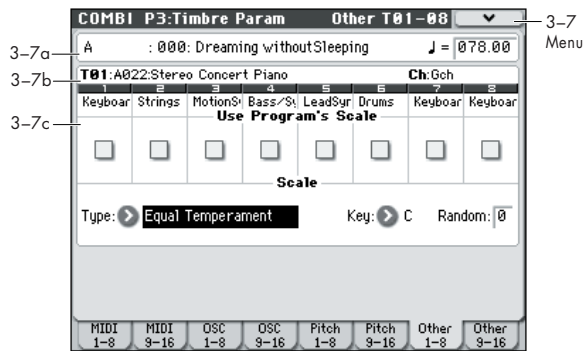 COMBI P3:Timbre Param Other T01-08
3–7
Menu
3–7a
A : 000: Dreaming withoutSleeping ♩ = 078.00
3–7b
T01:A022:Stereo Concert Piano Ch:Gch
1 2 3 4 5 6 7 8
Keyboar Strings MotionS Bass/Sy LeadSyr Drums Keyboar Keyboar
3–7c
Use Program's Scale
Scale
Type: Equal Temperament Key: C Random: 0
MIDI 1-8 MIDI 9-16 OSC 1-8 OSC 9-16 Pitch 1-8 Pitch 9-16 Other 1-8 Other 9-16